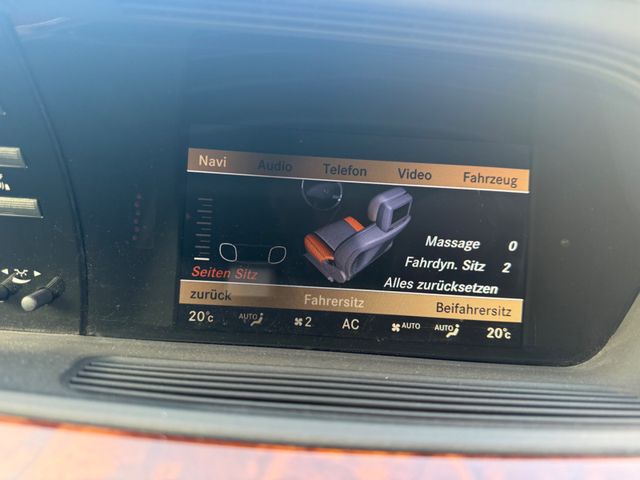 Navi Audio Telefon Video Fahrzeug
Massage 0
Fahrdyn. Sitz 2
Seiten Sitz
Alles zurücksetzen
zurück Fahrersitz Beifahrersitz
20°C AUTO 2 AC AUTO AUTO 20°C